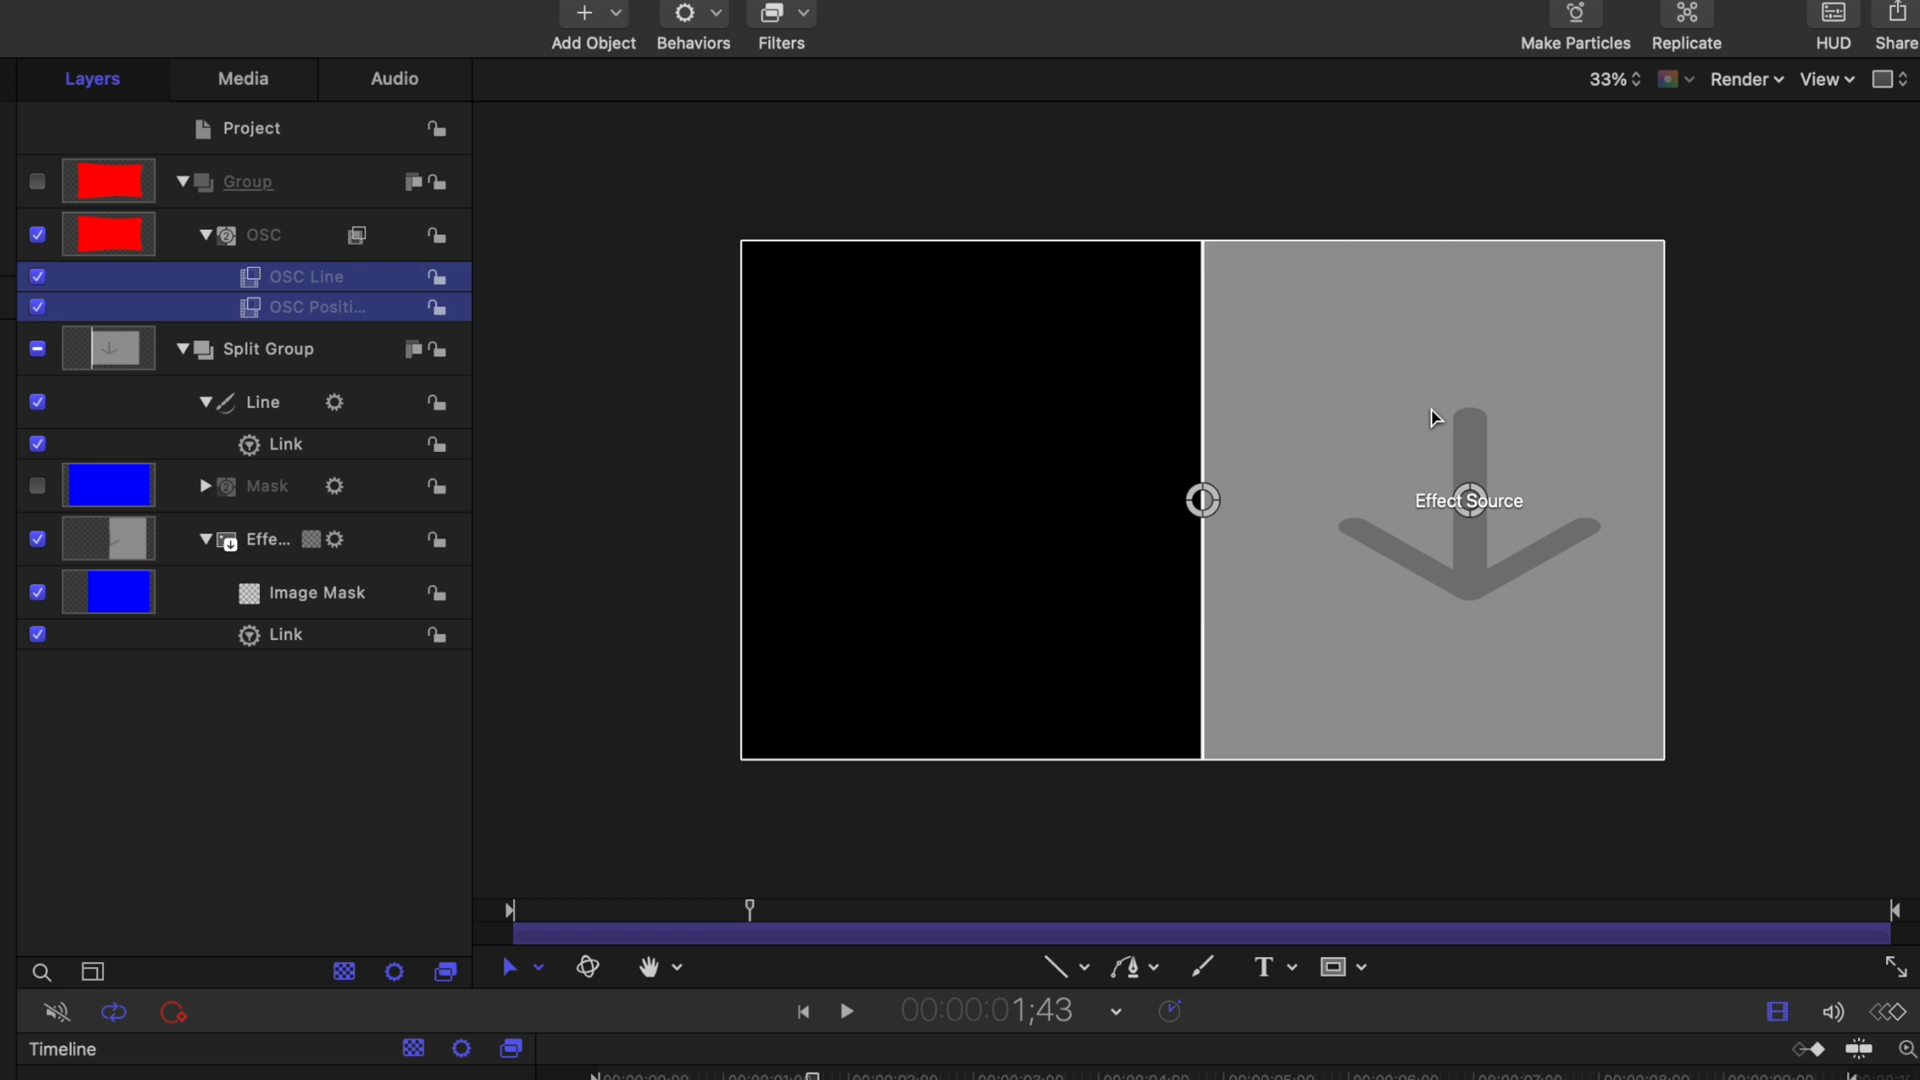 Add Object
Behaviors
Filters
Make Particles
Replicate
HUD
Share
Layers
Media
Audio
33%
Render
View
Project
Group
OSC
OSC Line
OSC Positi...
Split Group
Line
Link
Mask
Effe...
Image Mask
Link
Effect Source
00:00:01;43
Timeline